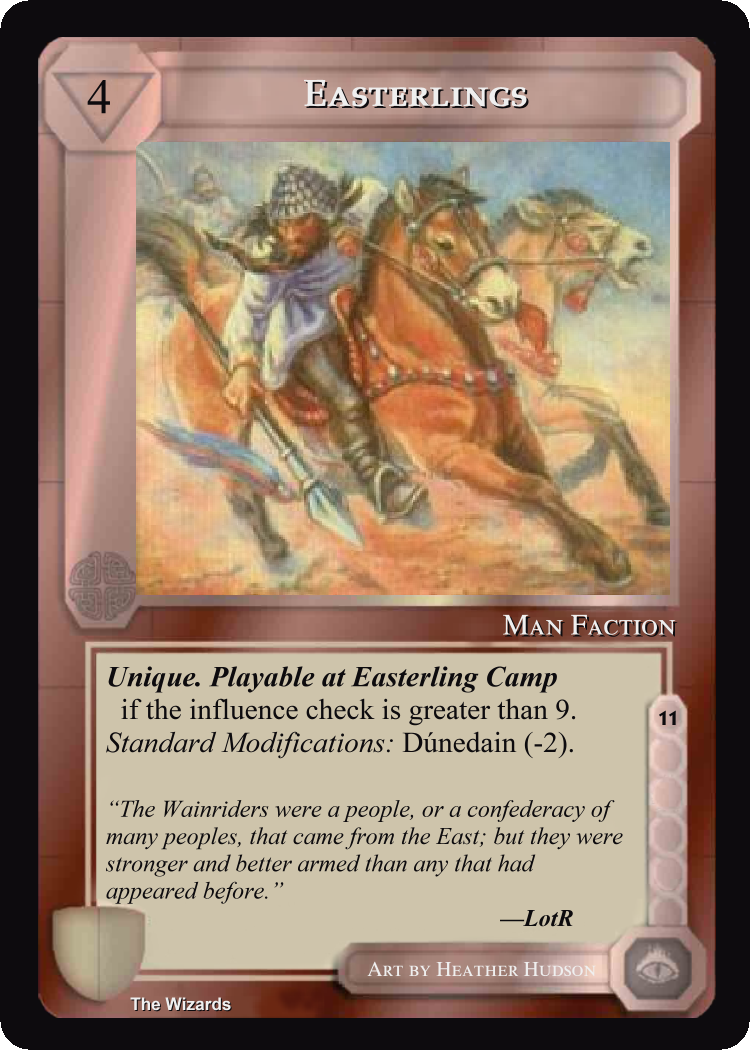 4
Easterlings
Man Faction
Unique. Playable at Easterling Camp
if the influence check is greater than 9.
Standard Modifications: Dúnedain (-2).
11
“The Wainriders were a people, or a confederacy of
many peoples, that came from the East; but they were
stronger and better armed than any that had
appeared before.”
—LotR
Art by Heather Hudson
The Wizards